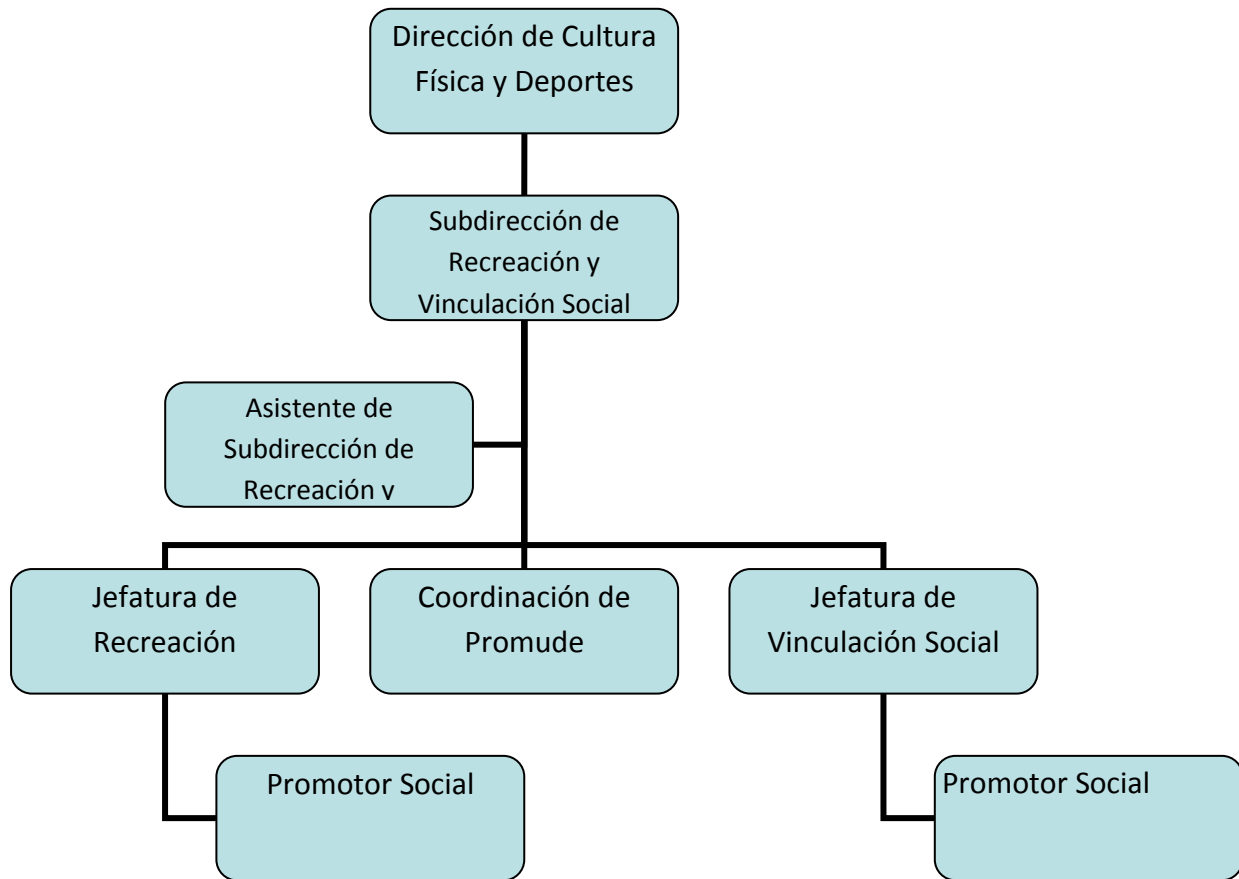 Dirección de Cultura
Física y Deportes
Subdirección de
Recreación y
Vinculación Social
Asistente de
Subdirección de
Recreación y
Jefatura de
Recreación
Coordinación de
Promude
Jefatura de
Vinculación Social
Promotor Social
Promotor Social